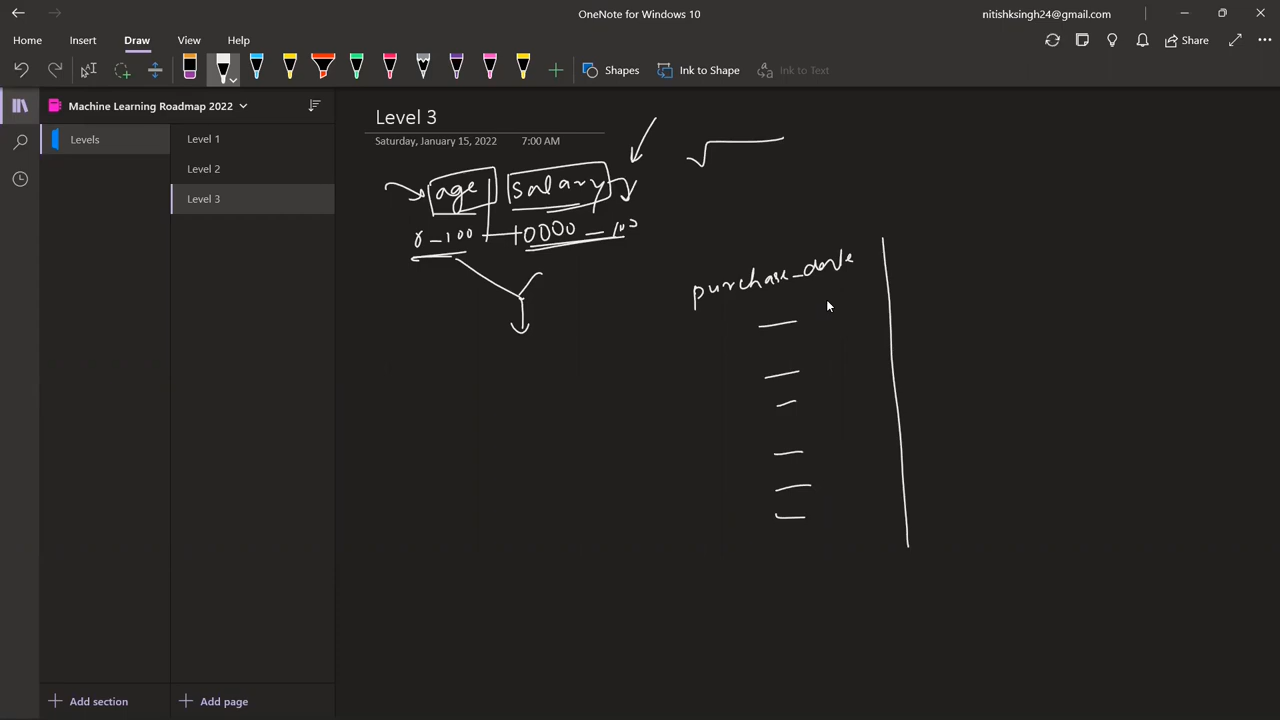 OneNote for Windows 10
nitishksingh24@gmail.com
Home Insert Draw View Help
Share
Shapes Ink to Shape Ink to Text
Machine Learning Roadmap 2022
Levels
Level 1
Level 2
Level 3
Level 3
Saturday, January 15, 2022 7:00 AM
age salary
purchase_date
Add section
Add page